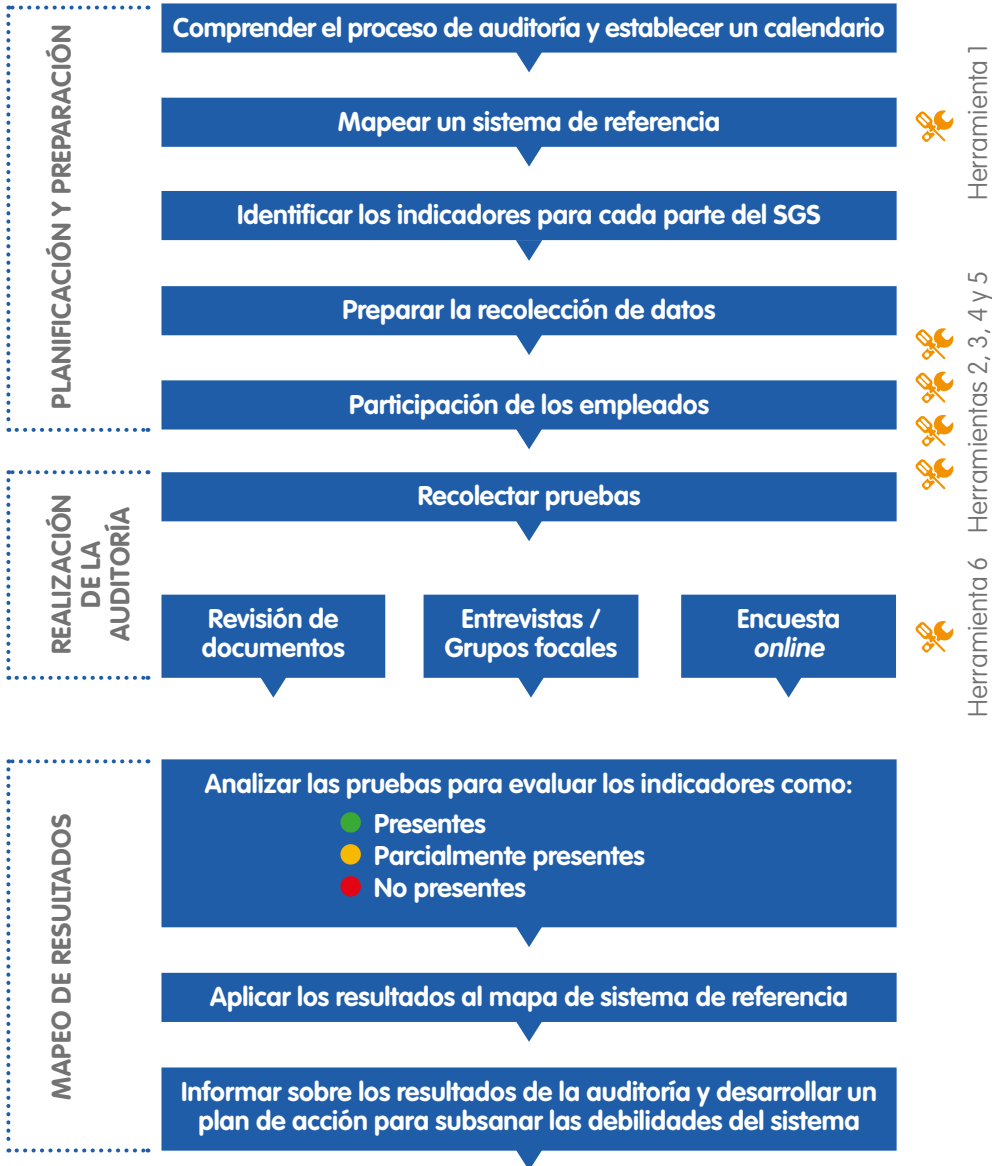 PLANIFICACIÓN Y PREPARACIÓN
Comprender el proceso de auditoría y establecer un calendario
Mapear un sistema de referencia
Herramienta 1
Identificar los indicadores para cada parte del SGS
Preparar la recolección de datos
Participación de los empleados
Herramientas 2, 3, 4 y 5
REALIZACIÓN
DE LA
AUDITORÍA
Recolectar pruebas
Revisión de
documentos
Entrevistas /
Grupos focales
Encuesta
online
Herramienta 6
MAPEO DE RESULTADOS
Analizar las pruebas para evaluar los indicadores como:
Presentes
Parcialmente presentes
No presentes
Aplicar los resultados al mapa de sistema de referencia
Informar sobre los resultados de la auditoría y desarrollar un
plan de acción para subsanar las debilidades del sistema